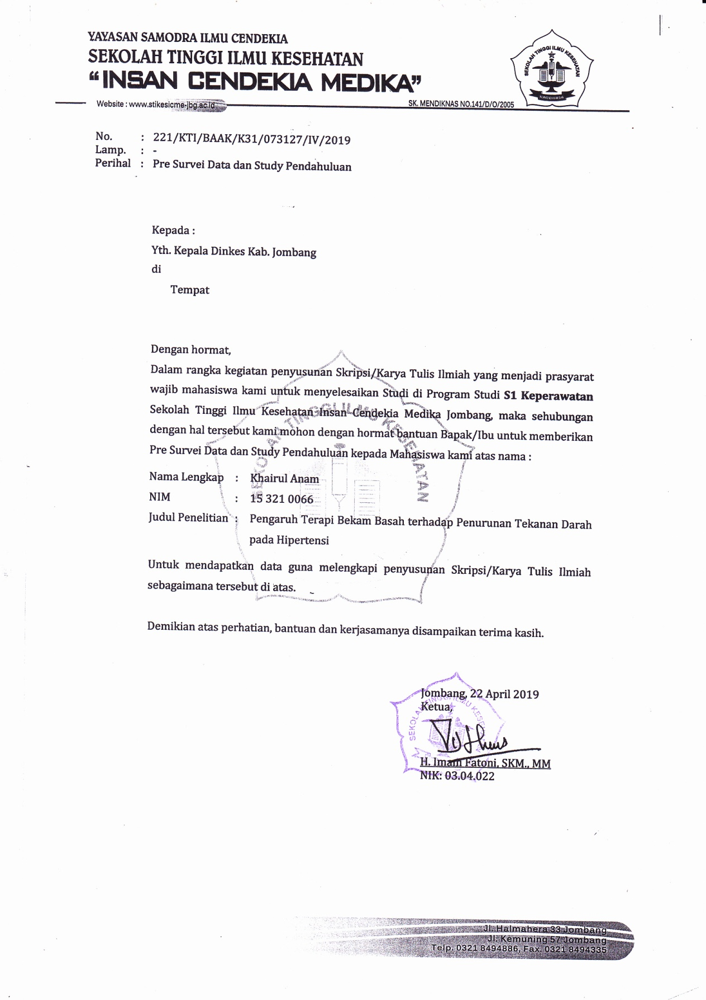 YAYASAN SAMODRA ILMU CENDEKIA
SEKOLAH TINGGI ILMU KESEHATAN
“INSAN CENDEKIA MEDIKA”
Website : www.stikesicme-jbg.ac.id
SK. MENDIKNAS NO.141/D/O/2005
SEKOLAH TINGGI ILMU KESEHATAN
No. : 221/KTI/BAAK/K31/073127/IV/2019
Lamp. : -
Perihal : Pre Survei Data dan Study Pendahuluan
Kepada :
Yth. Kepala Dinkes Kab. Jombang
di
Tempat
Dengan hormat,
Dalam rangka kegiatan penyusunan Skripsi/Karya Tulis Ilmiah yang menjadi prasyarat
wajib mahasiswa kami untuk menyelesaikan Studi di Program Studi S1 Keperawatan
Sekolah Tinggi Ilmu Kesehatan Insan Cendekia Medika Jombang, maka sehubungan
dengan hal tersebut kami mohon dengan hormat bantuan Bapak/Ibu untuk memberikan
Pre Survei Data dan Study Pendahuluan kepada Mahasiswa kami atas nama :
Nama Lengkap : Khairul Anam
NIM : 15 321 0066
Judul Penelitian : Pengaruh Terapi Bekam Basah terhadap Penurunan Tekanan Darah
pada Hipertensi
Untuk mendapatkan data guna melengkapi penyusunan Skripsi/Karya Tulis Ilmiah
sebagaimana tersebut di atas.
SEKOLAH TINGGI ILMU KESEHATAN
Demikian atas perhatian, bantuan dan kerjasamanya disampaikan terima kasih.
Jombang, 22 April 2019
Ketua,
SEKOLAH TINGGI ILMU
H. Imam Fatoni, SKM., MM
NIK: 03.04.022
Jl. Halmahera 33 Jombang
Jl. Kemuning 57 Jombang
Telp. 0321 8494886, Fax. 0321 8494335